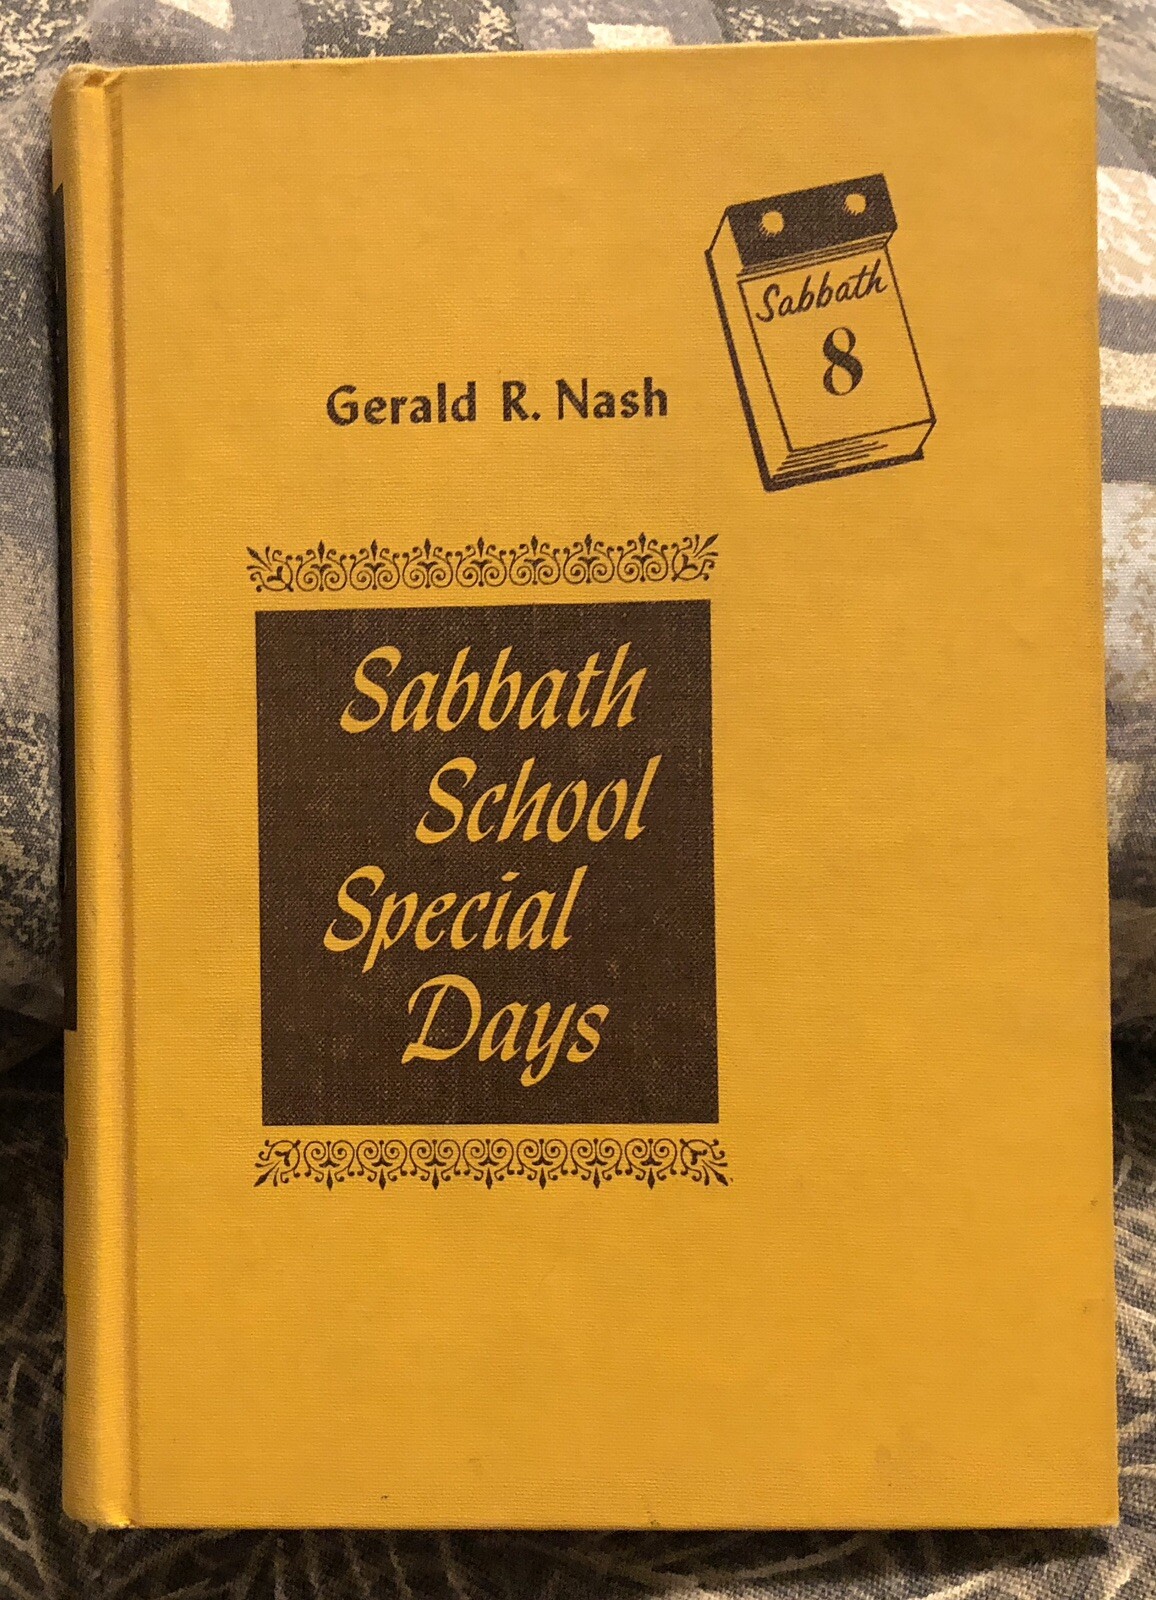 Sabbath
8
Gerald R. Nash
Sabbath
School
Special
Days